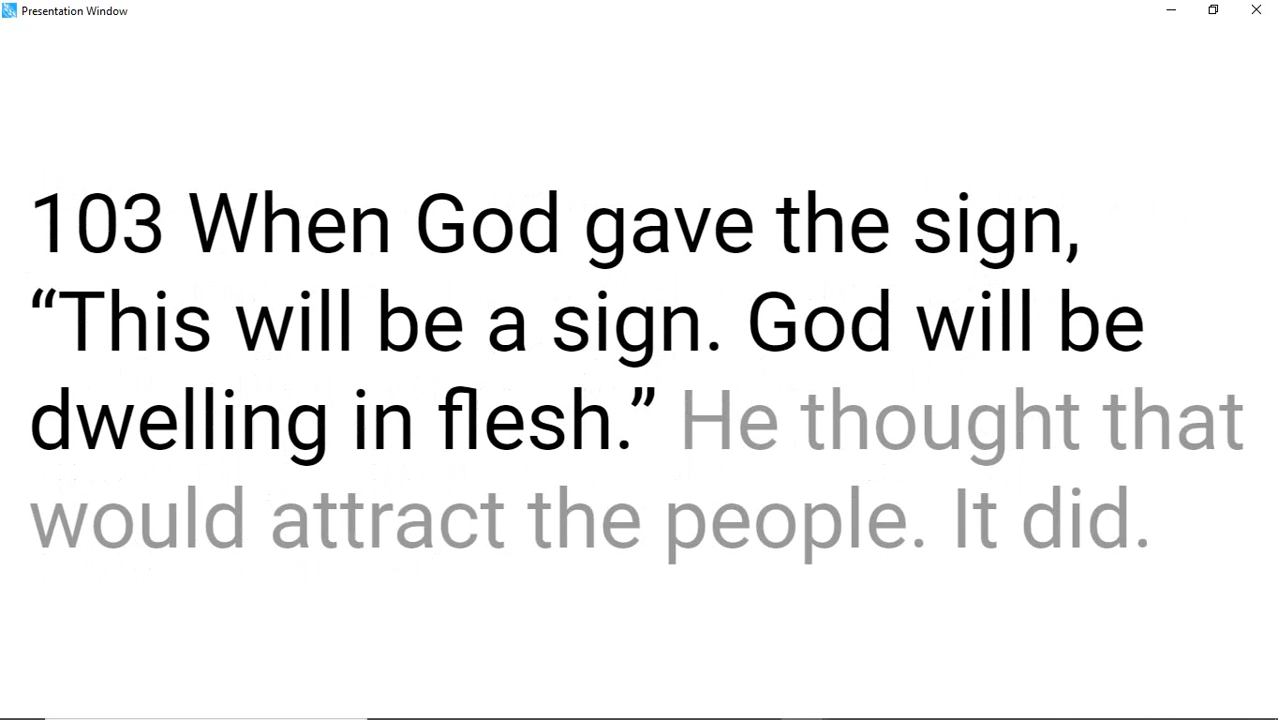 Presentation Window
103 When God gave the sign,
“This will be a sign. God will be
dwelling in flesh.” He thought that
would attract the people. It did.